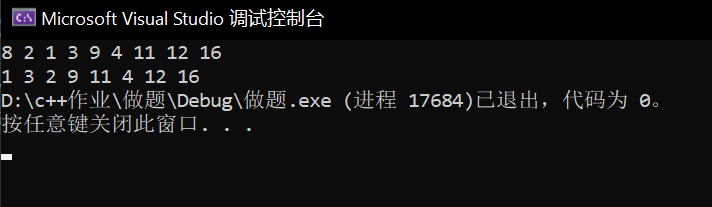 Microsoft Visual Studio 调试控制台
8 2 1 3 9 4 11 12 16
1 3 2 9 11 4 12 16
D:\c++作业\做题\Debug\做题.exe (进程 17684)已退出，代码为 0。
按任意键关闭此窗口. . .